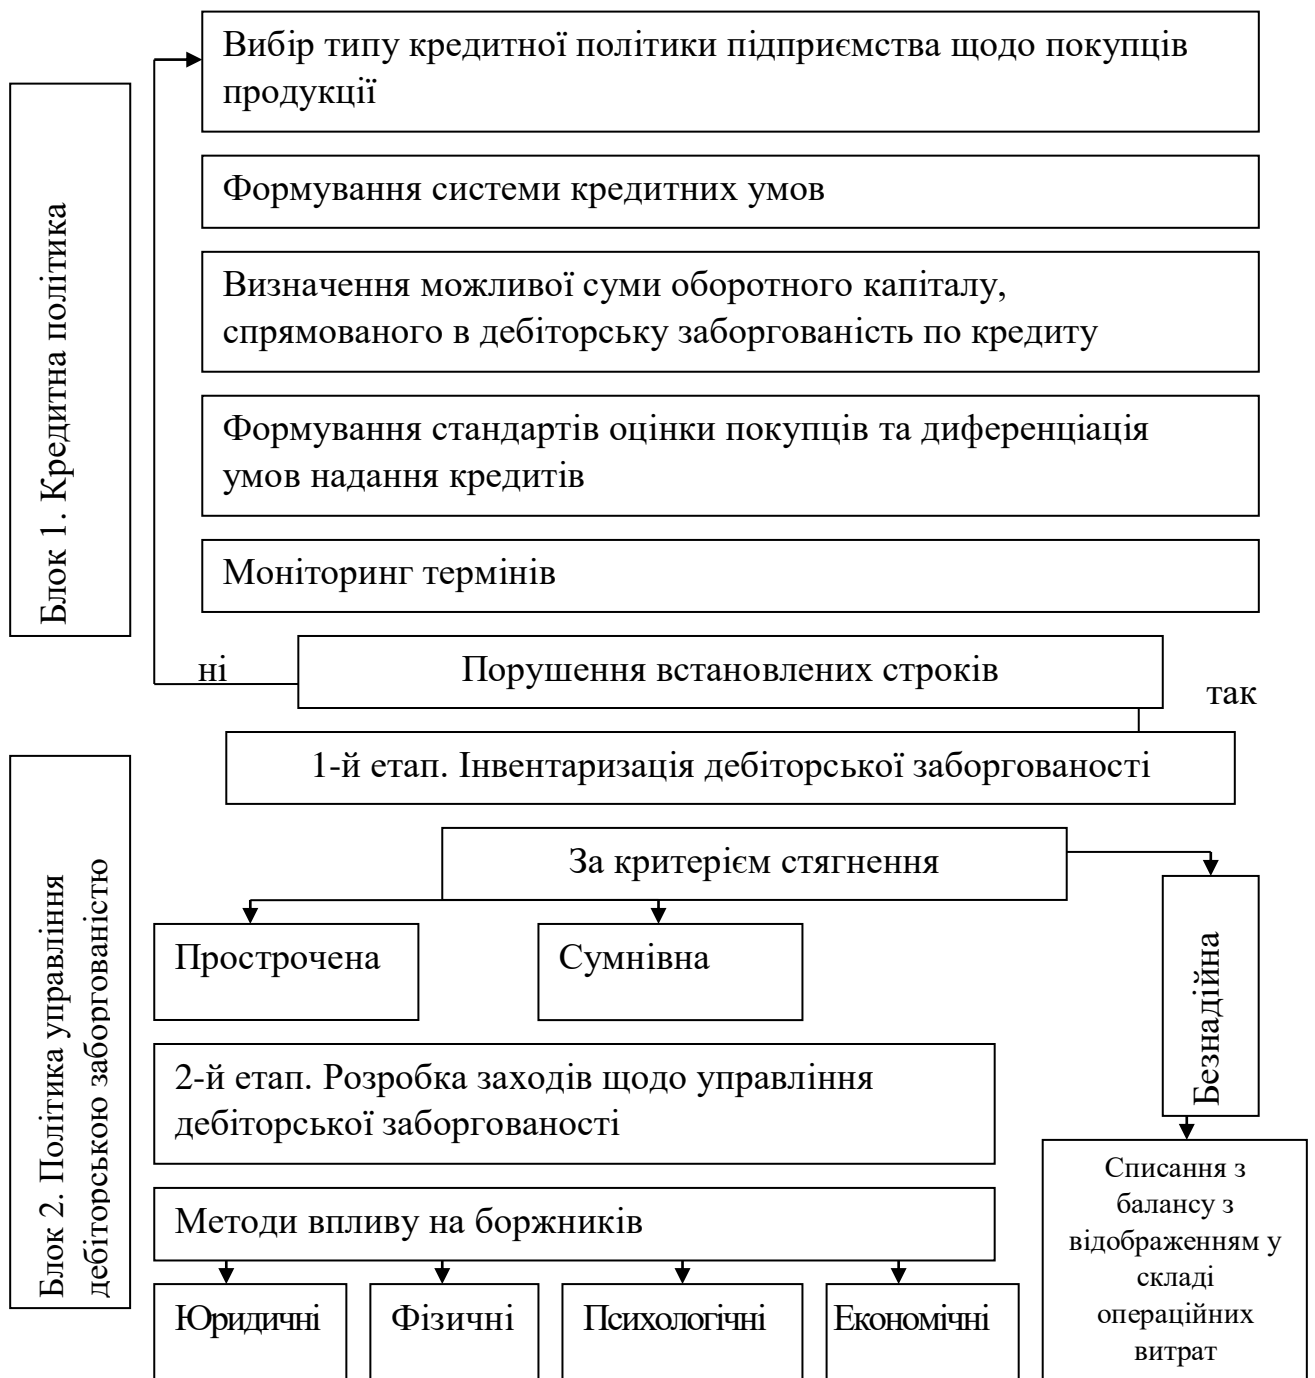 Вибір типу кредитної політики підприємства щодо покупців
продукції
Блок 1. Кредитна політика
Формування системи кредитних умов
Визначення можливої суми оборотного капіталу,
спрямованого в дебіторську заборгованість по кредиту
Формування стандартів оцінки покупців та диференціація
умов надання кредитів
Моніторинг термінів
ні
Порушення встановлених строків
так
1-й етап. Інвентаризація дебіторської заборгованості
Блок 2. Політика управління
дебіторською заборгованістю
За критерієм стягнення
Прострочена
Сумнівна
Безнадійна
2-й етап. Розробка заходів щодо управління
дебіторської заборгованості
Методи впливу на боржників
Юридичні
Фізичні
Психологічні
Економічні
Списання з
балансу з
відображенням у
складі
операційних
витрат